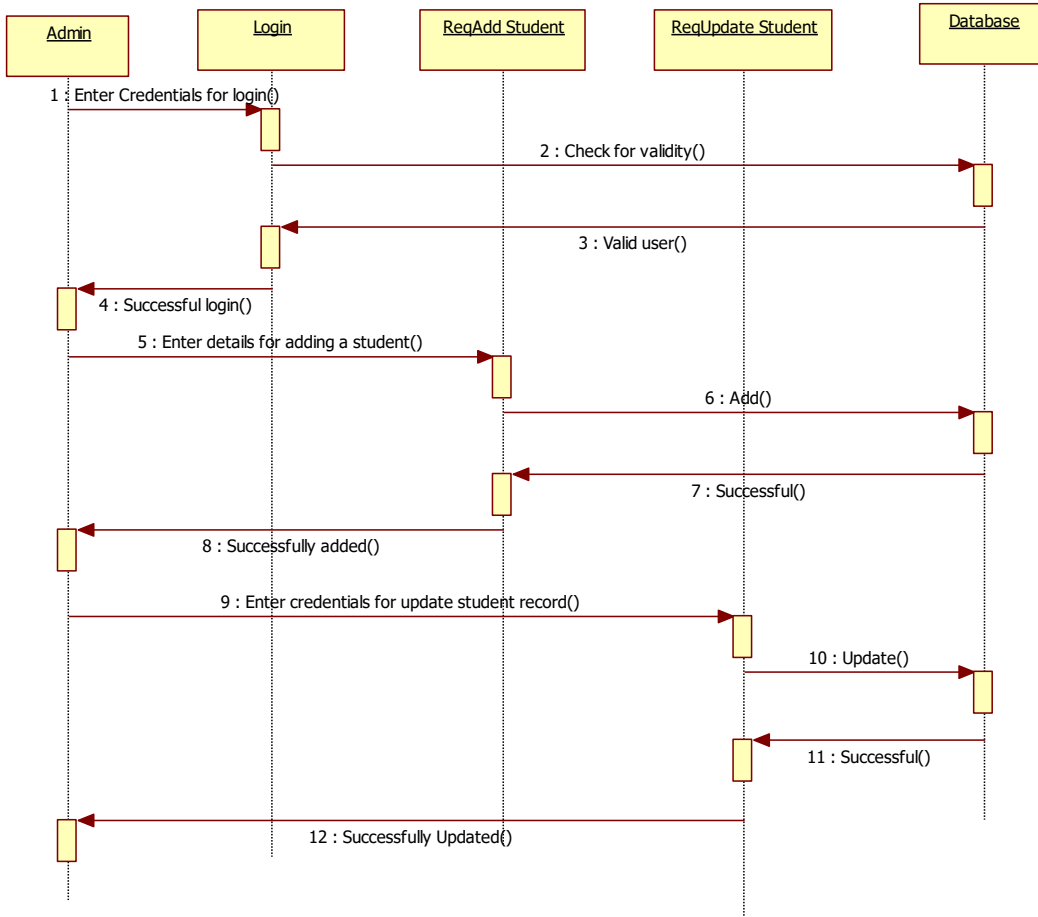 Admin
Login
ReqAdd Student
ReqUpdate Student
Database
1 : Enter Credentials for login()
2 : Check for validity()
3 : Valid user()
4 : Successful login()
5 : Enter details for adding a student()
6 : Add()
7 : Successful()
8 : Successfully added()
9 : Enter credentials for update student record()
10 : Update()
11 : Successful()
12 : Successfully Updated()